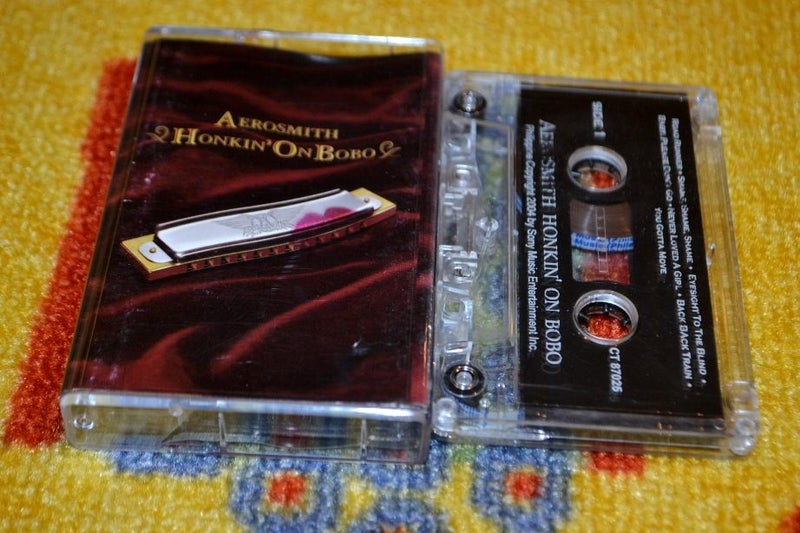 AEROSMITH
HONKIN' ON BOBO
SIDE 1
ROAD RUNNER • SHAME, SHAME, SHAME • EYESIGHT TO THE BLIND •
BABY, PLEASE DON'T GO • NEVER LOVED A GIRL • BACK BACK TRAIN •
YOU GOTTA MOVE
CT 87025
AEROSMITH HONKIN' ON BOBO
Philippine Copyright 2004 by Sony Music Entertainment Inc.